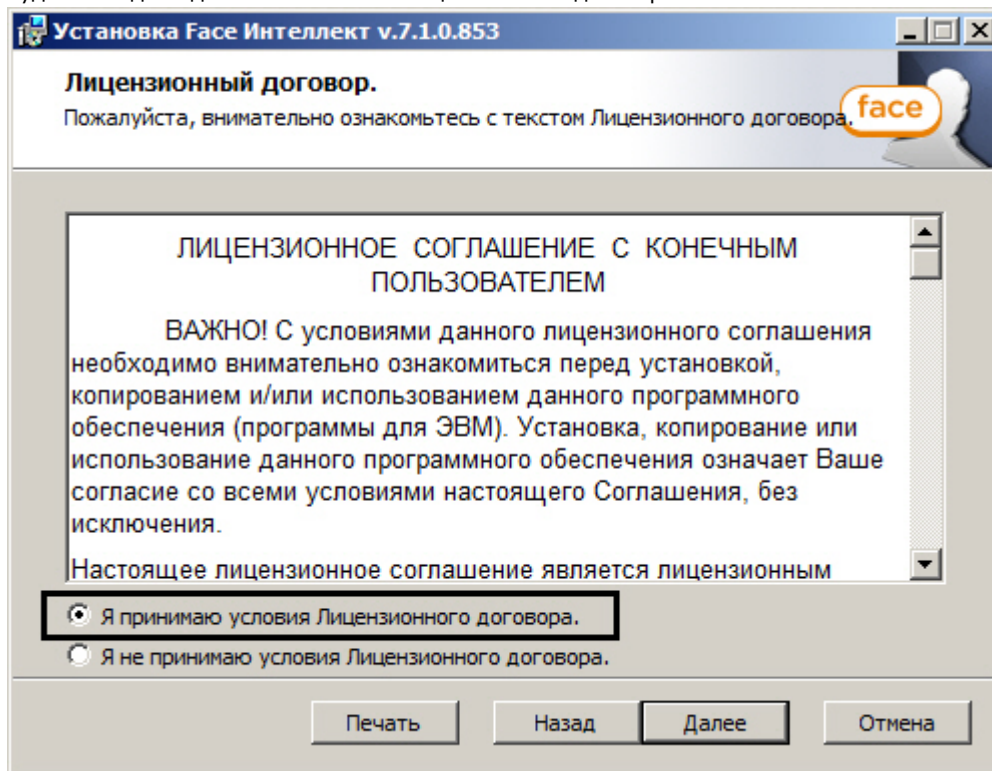 Установка Face Интеллект v.7.1.0.853
Лицензионный договор.
Пожалуйста, внимательно ознакомьтесь с текстом Лицензионного договора.
face
ЛИЦЕНЗИОННОЕ СОГЛАШЕНИЕ С КОНЕЧНЫМ
ПОЛЬЗОВАТЕЛЕМ
ВАЖНО! С условиями данного лицензионного соглашения
необходимо внимательно ознакомиться перед установкой,
копированием и/или использованием данного программного
обеспечения (программы для ЭВМ). Установка, копирование или
использование данного программного обеспечения означает Ваше
согласие со всеми условиями настоящего Соглашения, без
исключения.
Настоящее лицензионное соглашение является лицензионным
Я принимаю условия Лицензионного договора.
Я не принимаю условия Лицензионного договора.
Печать
Назад
Далее
Отмена